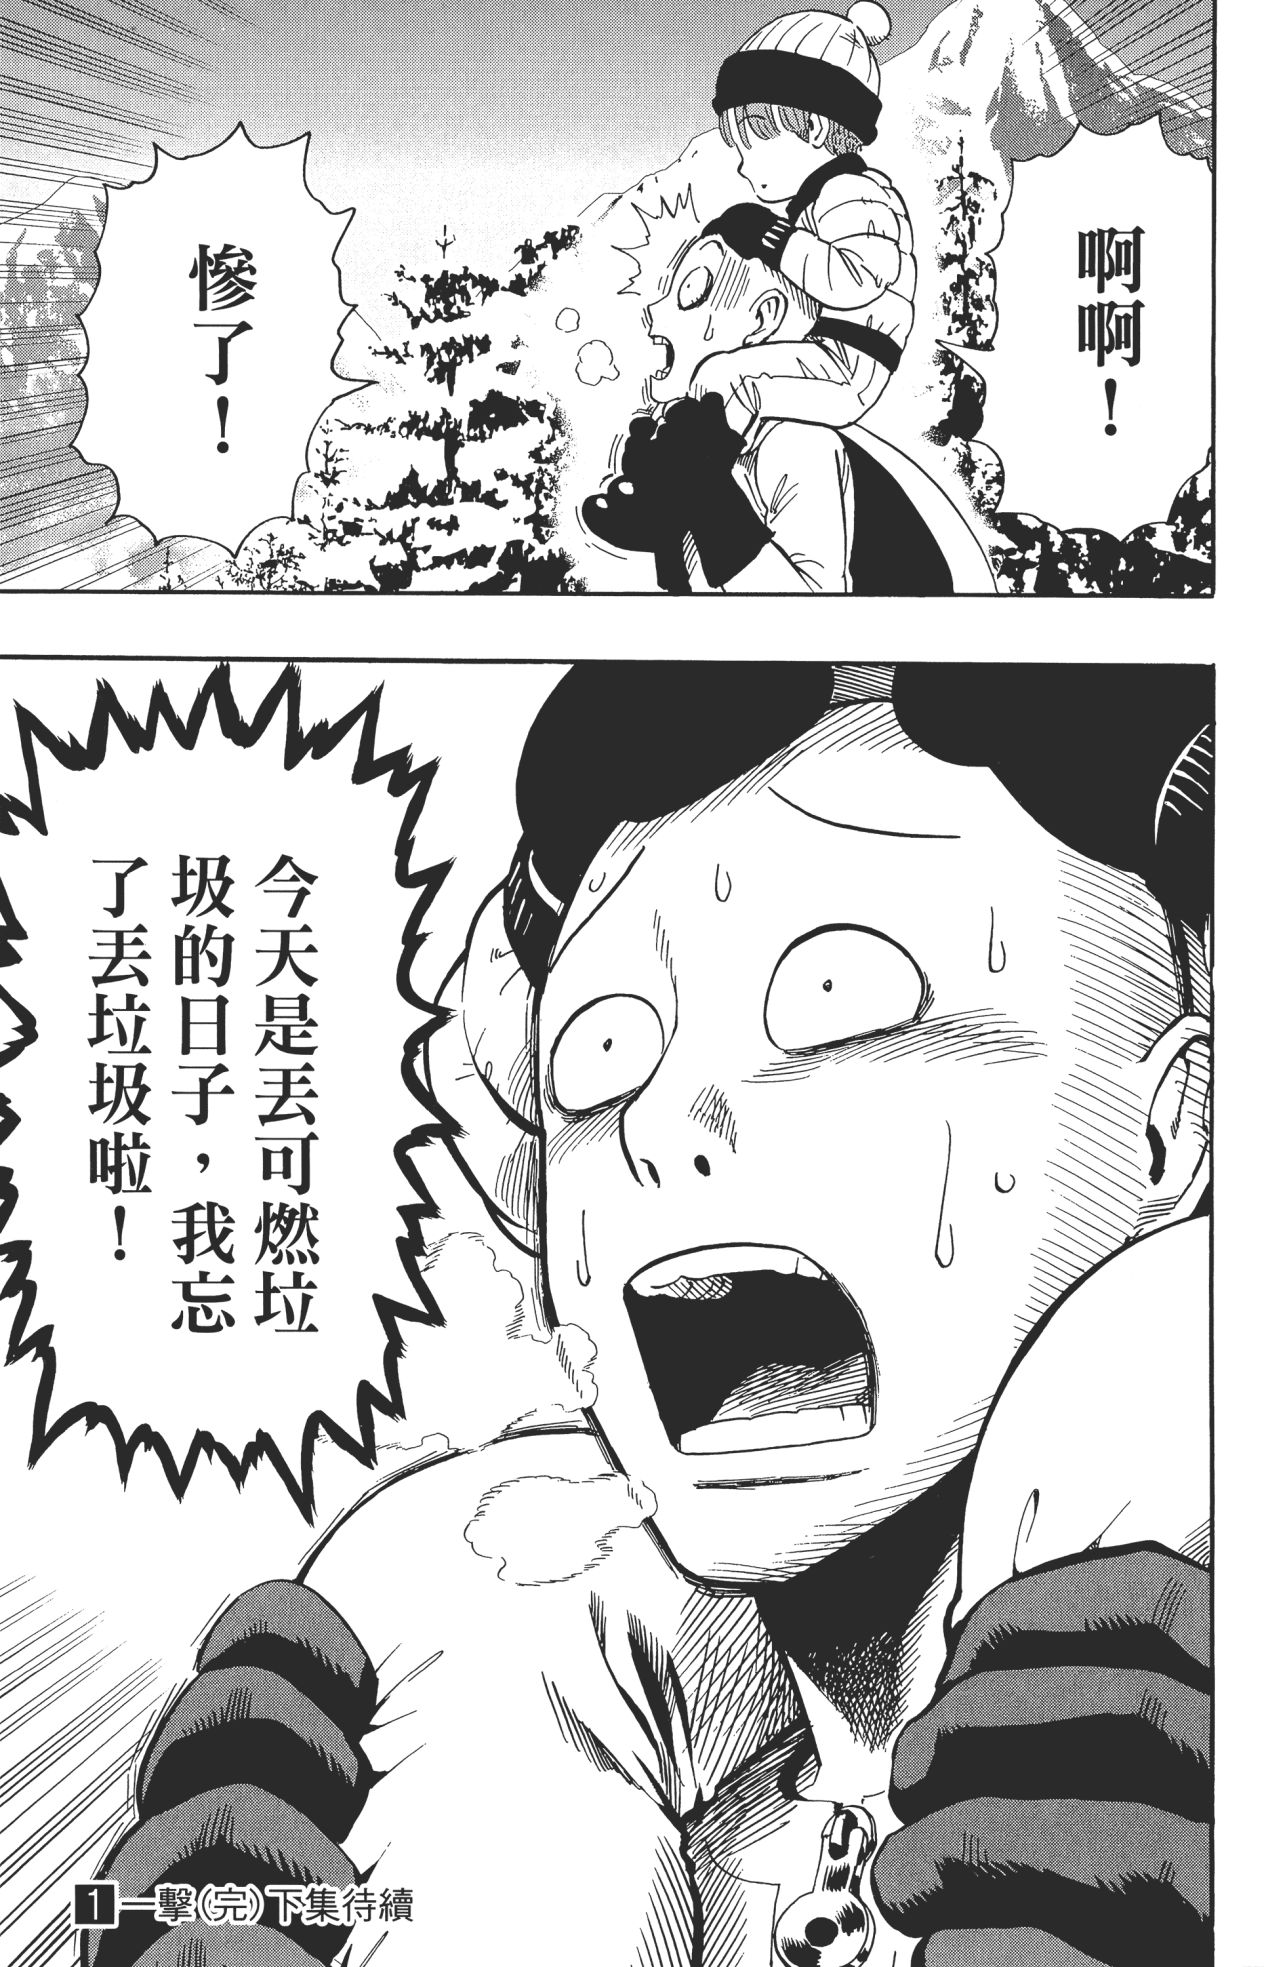 啊啊！
慘了！
今天是丟可燃垃
圾的日子，我忘
了丟垃圾啦！
1 一擊（完）下集待續